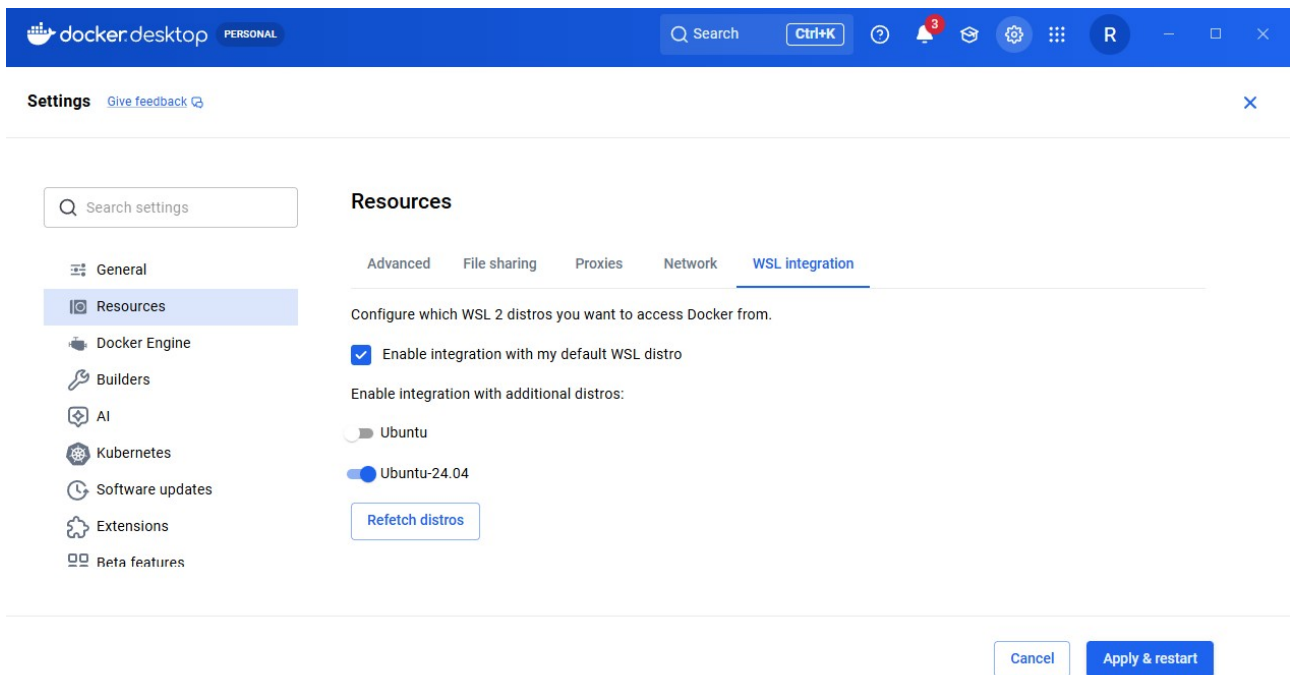 docker.desktop PERSONAL Search Ctrl+K 3 R
Settings Give feedback
Search settings
General
Resources
Docker Engine
Builders
AI
Kubernetes
Software updates
Extensions
Beta features
Resources
Advanced File sharing Proxies Network WSL integration
Configure which WSL 2 distros you want to access Docker from.
Enable integration with my default WSL distro
Enable integration with additional distros:
Ubuntu
Ubuntu-24.04
Refetch distros
Cancel Apply & restart